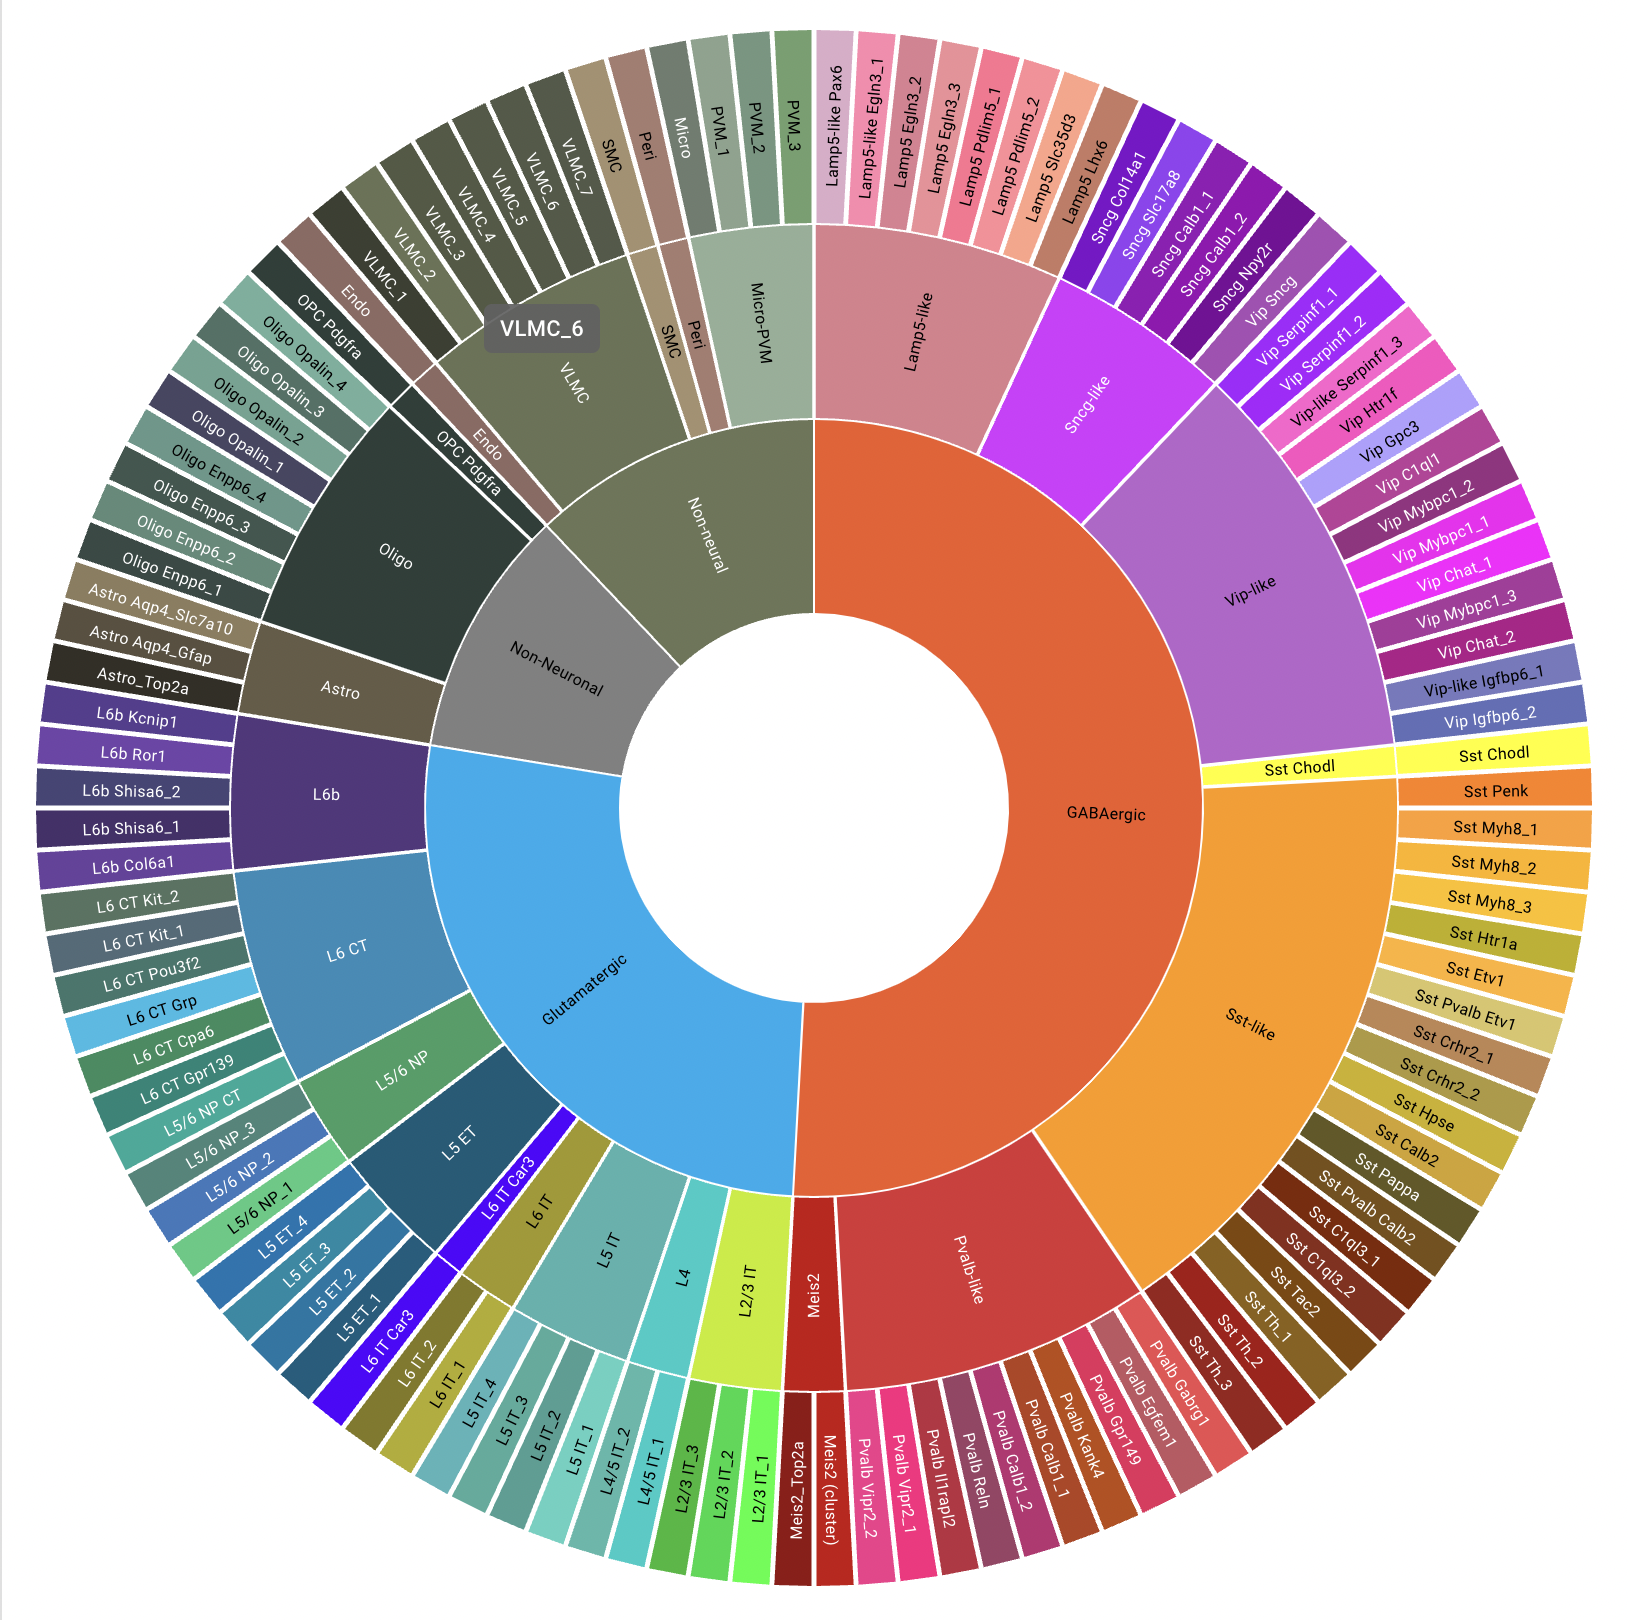 GABAergic
Glutamatergic
Non-Neuronal
Non-neural
Lamp5-like
Sncg-like
Vip-like
Sst Chodl
Sst-like
Pvalb-like
Meis2
L2/3 IT
L4
L5 IT
L6 IT
L6 IT Car3
L5 ET
L5/6 NP
L6 CT
L6b
Astro
Oligo
OPC Pdgfra
Endo
VLMC
SMC
Peri
Micro-PVM
Lamp5-like Pax6
Lamp5-like Egln3_1
Lamp5 Egln3_2
Lamp5 Egln3_3
Lamp5 Pdlim5_1
Lamp5 Pdlim5_2
Lamp5 Slc35d3
Lamp5 Lhx6
Sncg Col14a1
Sncg Slc17a8
Sncg Calb1_1
Sncg Calb1_2
Sncg Npy2r
Vip Sncg
Vip Serpinf1_1
Vip Serpinf1_2
Vip-like Serpinf1_3
Vip Htr1f
Vip Gpc3
Vip C1ql1
Vip Mybpc1_2
Vip Mybpc1_1
Vip Chat_1
Vip Mybpc1_3
Vip Chat_2
Vip-like Igfbp6_1
Vip Igfbp6_2
Sst Chodl
Sst Penk
Sst Myh8_1
Sst Myh8_2
Sst Myh8_3
Sst Htr1a
Sst Etv1
Sst Pvalb Etv1
Sst Crhr2_1
Sst Crhr2_2
Sst Hpse
Sst Calb2
Sst Pappa
Sst Pvalb Calb2
Sst C1ql3_1
Sst C1ql3_2
Sst Tac2
Sst Th_1
Sst Th_2
Sst Th_3
Pvalb Gabrg1
Pvalb Egfem1
Pvalb Gpr149
Pvalb Kank4
Pvalb Calb1_1
Pvalb Calb1_2
Pvalb Reln
Pvalb Il1rapl2
Pvalb Vipr2_1
Pvalb Vipr2_2
Meis2 (cluster)
Meis2_Top2a
L2/3 IT_1
L2/3 IT_2
L2/3 IT_3
L4/5 IT_1
L4/5 IT_2
L5 IT_1
L5 IT_2
L5 IT_3
L5 IT_4
L6 IT_1
L6 IT_2
L6 IT Car3
L5 ET_1
L5 ET_2
L5 ET_3
L5 ET_4
L5/6 NP_1
L5/6 NP_2
L5/6 NP_3
L5/6 NP CT
L6 CT Gpr139
L6 CT Cpa6
L6 CT Grp
L6 CT Pou3f2
L6 CT Kit_1
L6 CT Kit_2
L6b Col6a1
L6b Shisa6_1
L6b Shisa6_2
L6b Ror1
L6b Kcnip1
Astro_Top2a
Astro Aqp4_Gfap
Astro Aqp4_Slc7a10
Oligo Enpp6_1
Oligo Enpp6_2
Oligo Enpp6_3
Oligo Enpp6_4
Oligo Opalin_1
Oligo Opalin_2
Oligo Opalin_3
Oligo Opalin_4
OPC Pdgfra
Endo
VLMC_1
VLMC_2
VLMC_3
VLMC_4
VLMC_5
VLMC_6
VLMC_7
SMC
Peri
Micro
PVM_1
PVM_2
PVM_3
VLMC_6